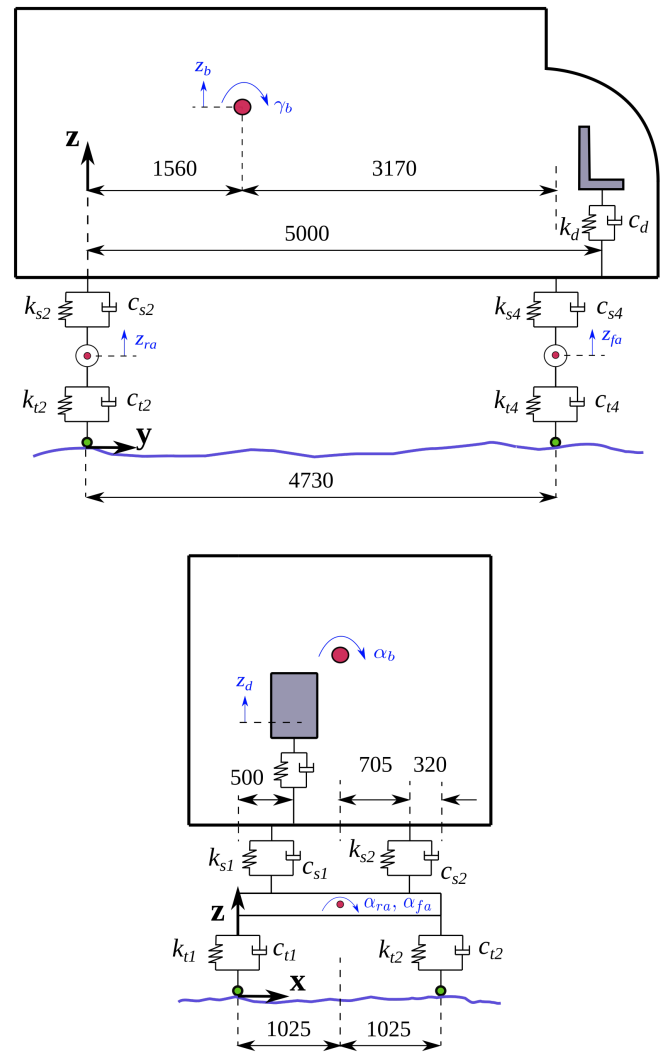 z_b
γ_b
z
1560 3170
k_d c_d
5000
k_s2 c_s2 k_s4 c_s4
z_ra z_fa
k_t2 c_t2 k_t4 c_t4
y
4730
α_b
z_d
500 705 320
k_s1 c_s1 k_s2 c_s2
α_ra, α_fa
z
k_t1 c_t1 k_t2 c_t2
x
1025 1025